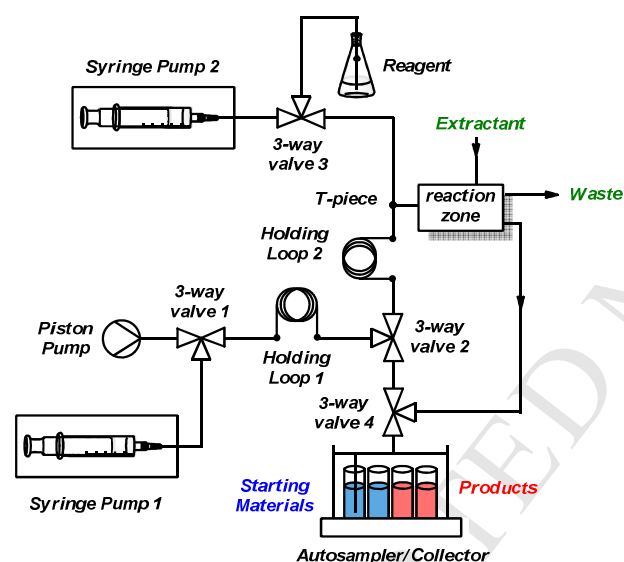 Syringe Pump 2
Reagent
3-way
valve 3
Extractant
T-piece
reaction
zone
Waste
Holding
Loop 2
3-way
valve 1
Piston
Pump
Holding
Loop 1
3-way
valve 2
3-way
valve 4
Syringe Pump 1
Starting
Materials
Products
Autosampler/Collector
TED M